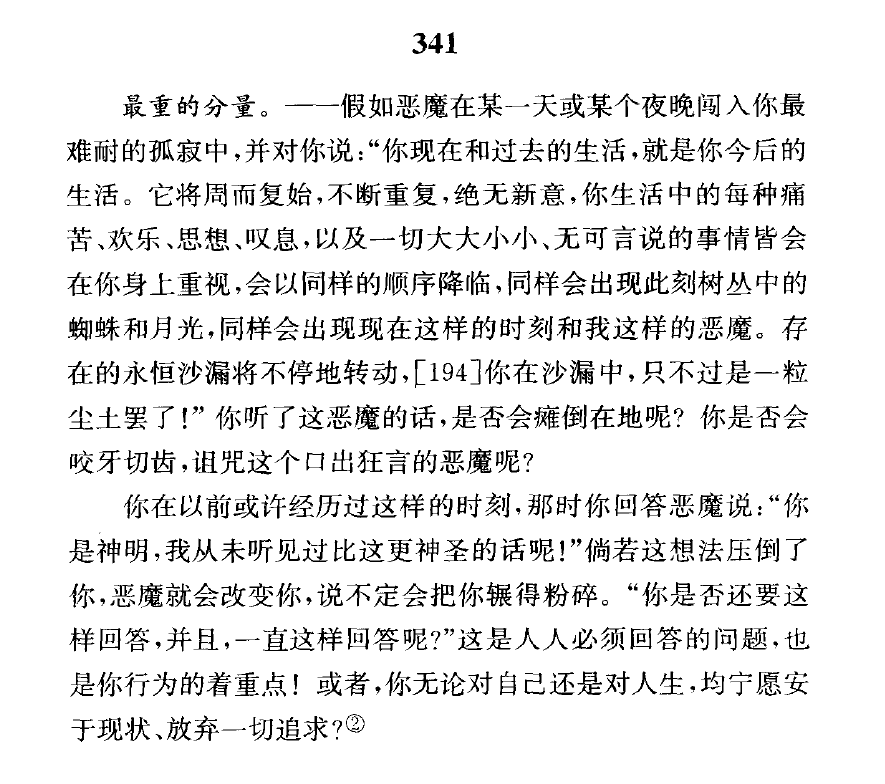 341
最重的分量。——假如恶魔在某一天或某个夜晚闯入你最
难耐的孤寂中,并对你说:“你现在和过去的生活,就是你今后的
生活。它将周而复始,不断重复,绝无新意,你生活中的每种痛
苦、欢乐、思想、叹息,以及一切大大小小、无可言说的事情皆会
在你身上重视,会以同样的顺序降临,同样会出现此刻树丛中的
蜘蛛和月光,同样会出现现在这样的时刻和我这样的恶魔。存
在的永恒沙漏将不停地转动,[194]你在沙漏中,只不过是一粒
尘土罢了!”你听了这恶魔的话,是否会瘫倒在地呢?你是否会
咬牙切齿,诅咒这个口出狂言的恶魔呢?
你在以前或许经历过这样的时刻,那时你回答恶魔说:“你
是神明,我从未听见过比这更神圣的话呢!”倘若这想法压倒了
你,恶魔就会改变你,说不定会把你辗得粉碎。“你是否还要这
样回答,并且,一直这样回答呢?”这是人人必须回答的问题,也
是你行为的着重点!或者,你无论对自己还是对人生,均宁愿安
于现状、放弃一切追求?②